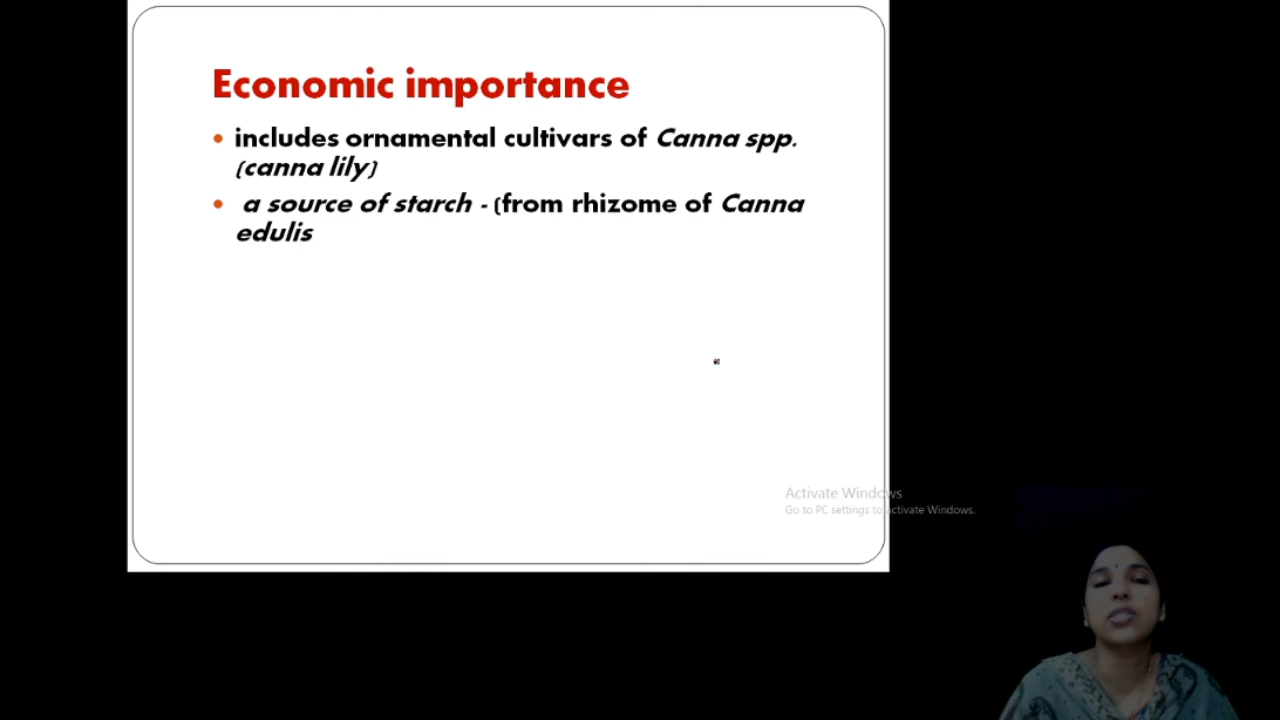 Economic importance
• includes ornamental cultivars of Canna spp.
(canna lily)
• a source of starch - (from rhizome of Canna
edulis
Activate Windows
Go to PC settings to activate Windows.